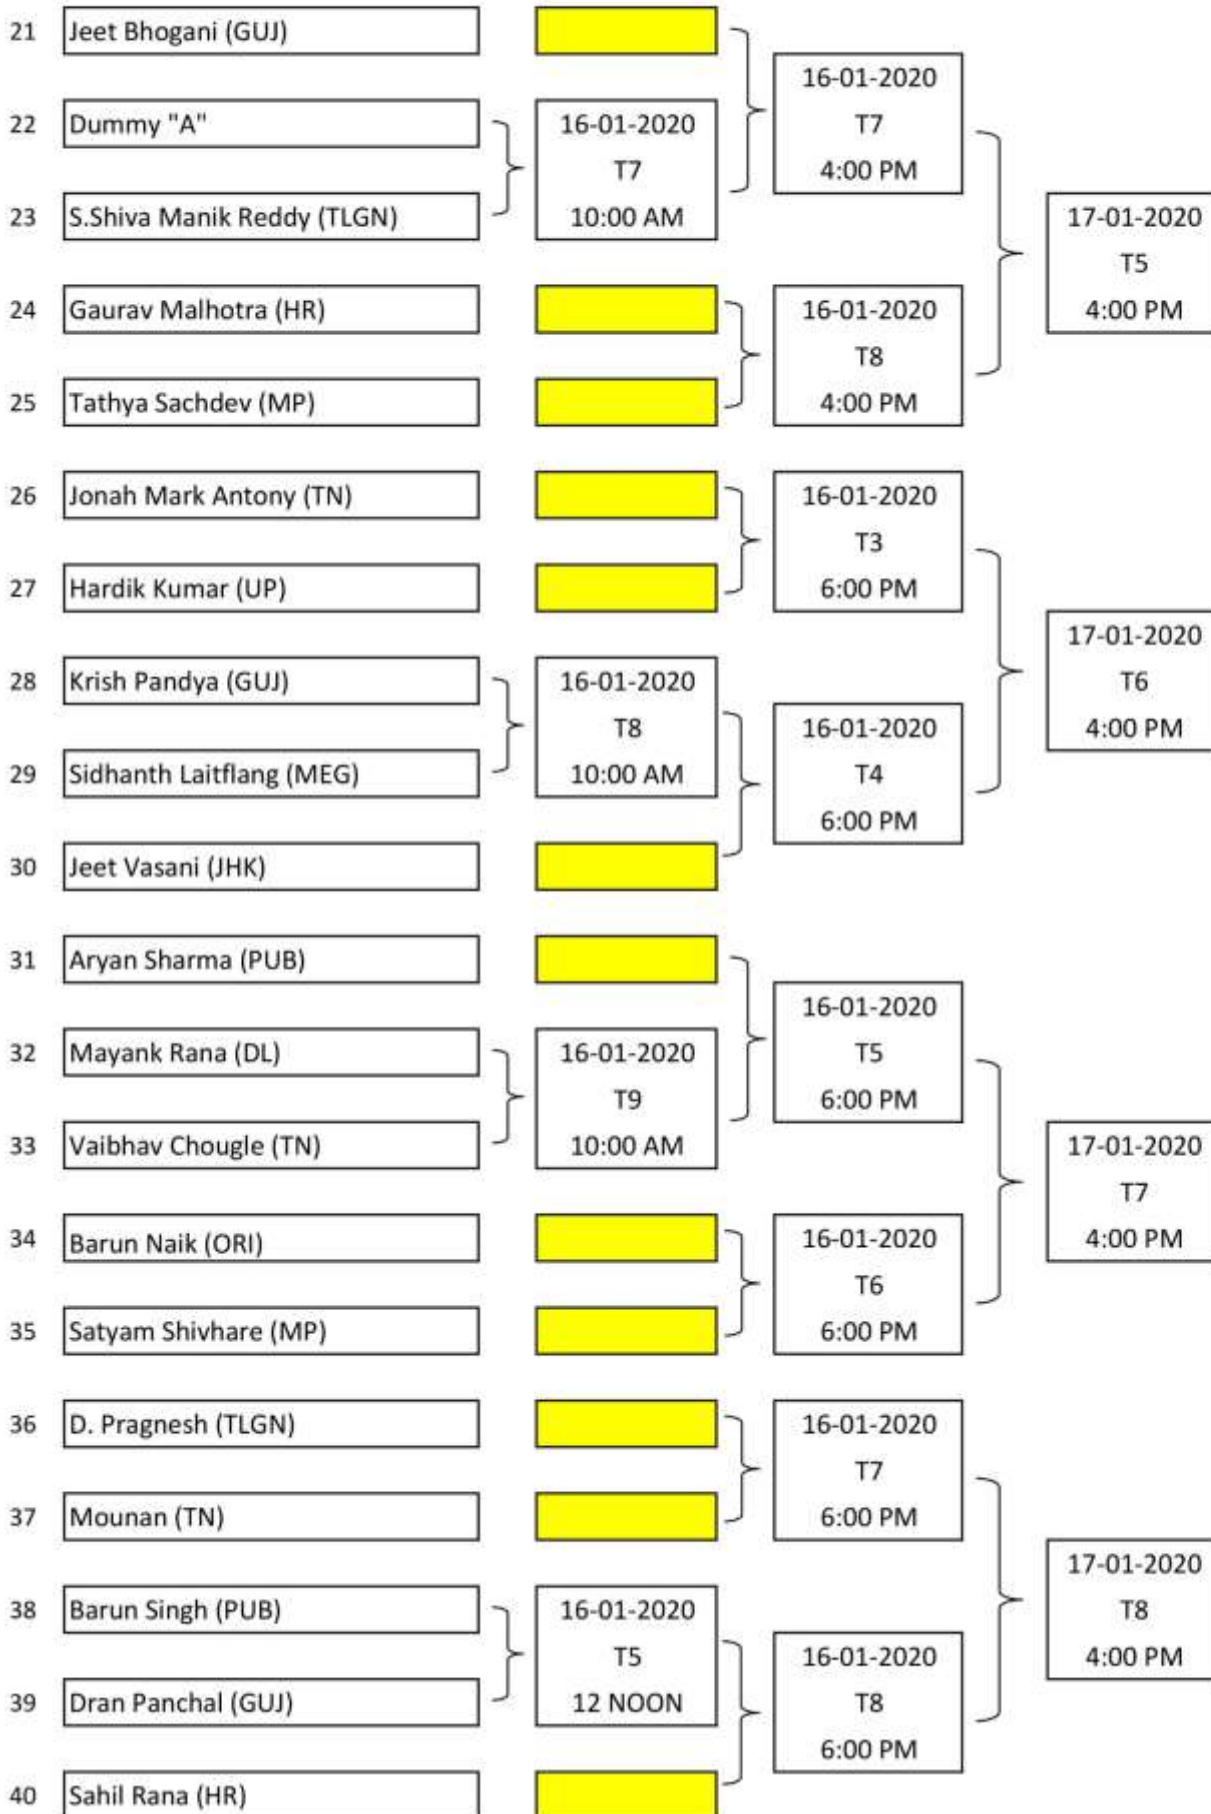 21 Jeet Bhogani (GUJ)
16-01-2020
22 Dummy "A" 16-01-2020 T7
T7 4:00 PM
23 S.Shiva Manik Reddy (TLGN) 10:00 AM 17-01-2020
T5
24 Gaurav Malhotra (HR) 16-01-2020 4:00 PM
T8
25 Tathya Sachdev (MP) 4:00 PM
26 Jonah Mark Antony (TN) 16-01-2020
T3
27 Hardik Kumar (UP) 6:00 PM
17-01-2020
28 Krish Pandya (GUJ) 16-01-2020 T6
T8 16-01-2020 4:00 PM
29 Sidhanth Laitflang (MEG) 10:00 AM T4
6:00 PM
30 Jeet Vasani (JHK)
31 Aryan Sharma (PUB)
16-01-2020
32 Mayank Rana (DL) 16-01-2020 T5
T9 6:00 PM
33 Vaibhav Chougle (TN) 10:00 AM 17-01-2020
T7
34 Barun Naik (ORI) 16-01-2020 4:00 PM
T6
35 Satyam Shivhare (MP) 6:00 PM
36 D. Pragnesh (TLGN) 16-01-2020
T7
37 Mounan (TN) 6:00 PM
17-01-2020
38 Barun Singh (PUB) 16-01-2020 T8
T5 16-01-2020 4:00 PM
39 Dran Panchal (GUJ) 12 NOON T8
6:00 PM
40 Sahil Rana (HR)